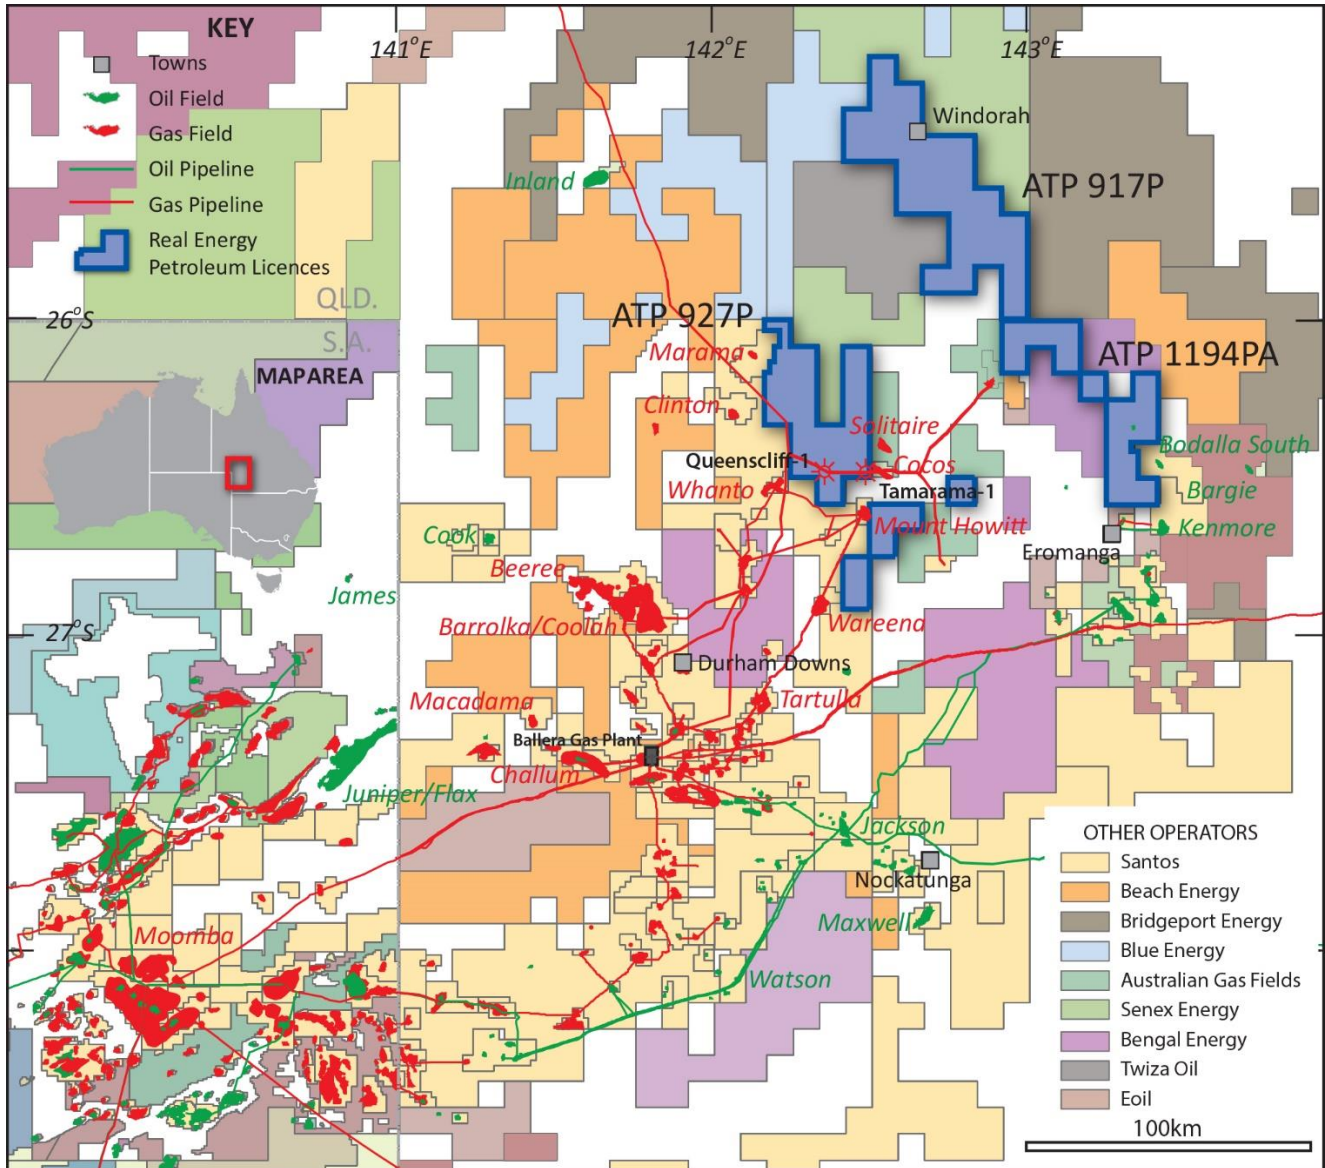 KEY
Towns
Oil Field
Gas Field
Oil Pipeline
Gas Pipeline
Real Energy
Petroleum Licences
141°E
142°E
143°E
Windorah
Inland
ATP 917P
QLD.
26°S
S.A.
ATP 927P
MAP AREA
Marama
ATP 1194PA
Clinton
Solitaire
Bodalla South
Queenscliff-1
Cocos
Whanto
Tamarama-1
Bargie
Mount Howitt
Kenmore
Cook
Eromanga
Beeree
James
Barrolka/Coolah
Wareena
27°S
Durham Downs
Macadama
Tartulla
Ballera Gas Plant
Challum
Juniper/Flax
Jackson
Nockatunga
Maxwell
Moomba
Watson
OTHER OPERATORS
Santos
Beach Energy
Bridgeport Energy
Blue Energy
Australian Gas Fields
Senex Energy
Bengal Energy
Twiza Oil
Eoil
100km